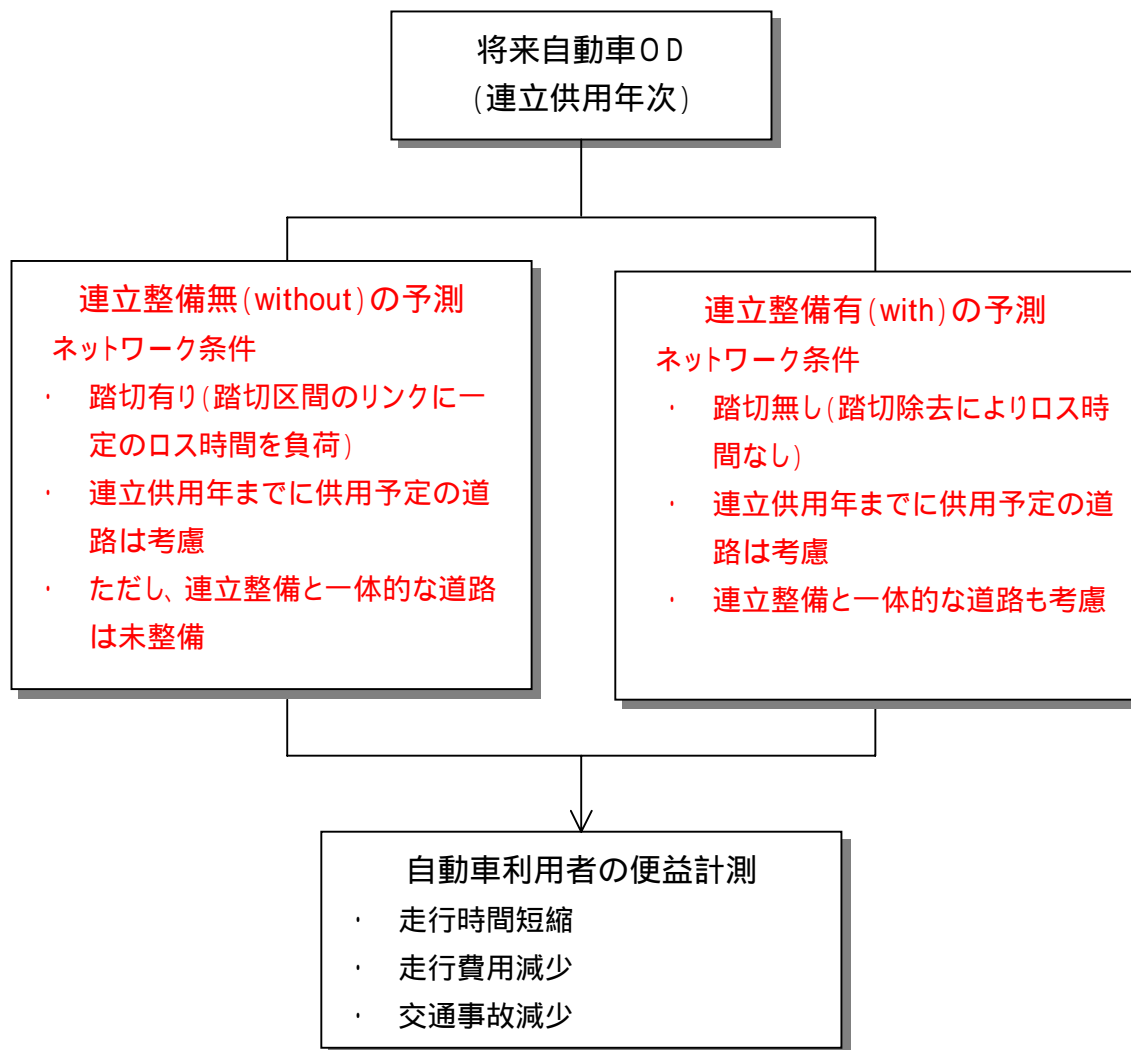 将来自動車OD
(連立供用年次)
連立整備無(without)の予測
ネットワーク条件
・ 踏切有り(踏切区間のリンクに一
定のロス時間を負荷)
・ 連立供用年までに供用予定の道
路は考慮
・ ただし、連立整備と一体的な道路
は未整備
連立整備有(with)の予測
ネットワーク条件
・ 踏切無し(踏切除去によりロス時
間なし)
・ 連立供用年までに供用予定の道
路は考慮
・ 連立整備と一体的な道路も考慮
自動車利用者の便益計測
・ 走行時間短縮
・ 走行費用減少
・ 交通事故減少